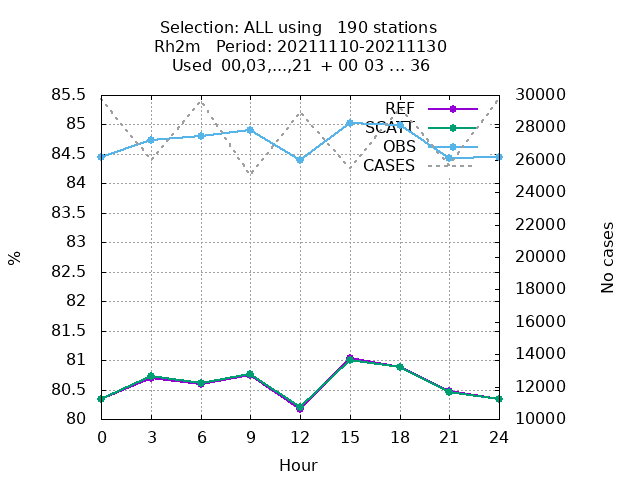 Selection: ALL using   190 stations
Rh2m   Period: 20211110-20211130
Used  00,03,...,21  + 00 03 ... 36
REF
SCATT
OBS
CASES
85.5
85
84.5
84
83.5
83
82.5
82
81.5
81
80.5
80
%
30000
28000
26000
24000
22000
20000
18000
16000
14000
12000
10000
No cases
0 3 6 9 12 15 18 21 24
Hour